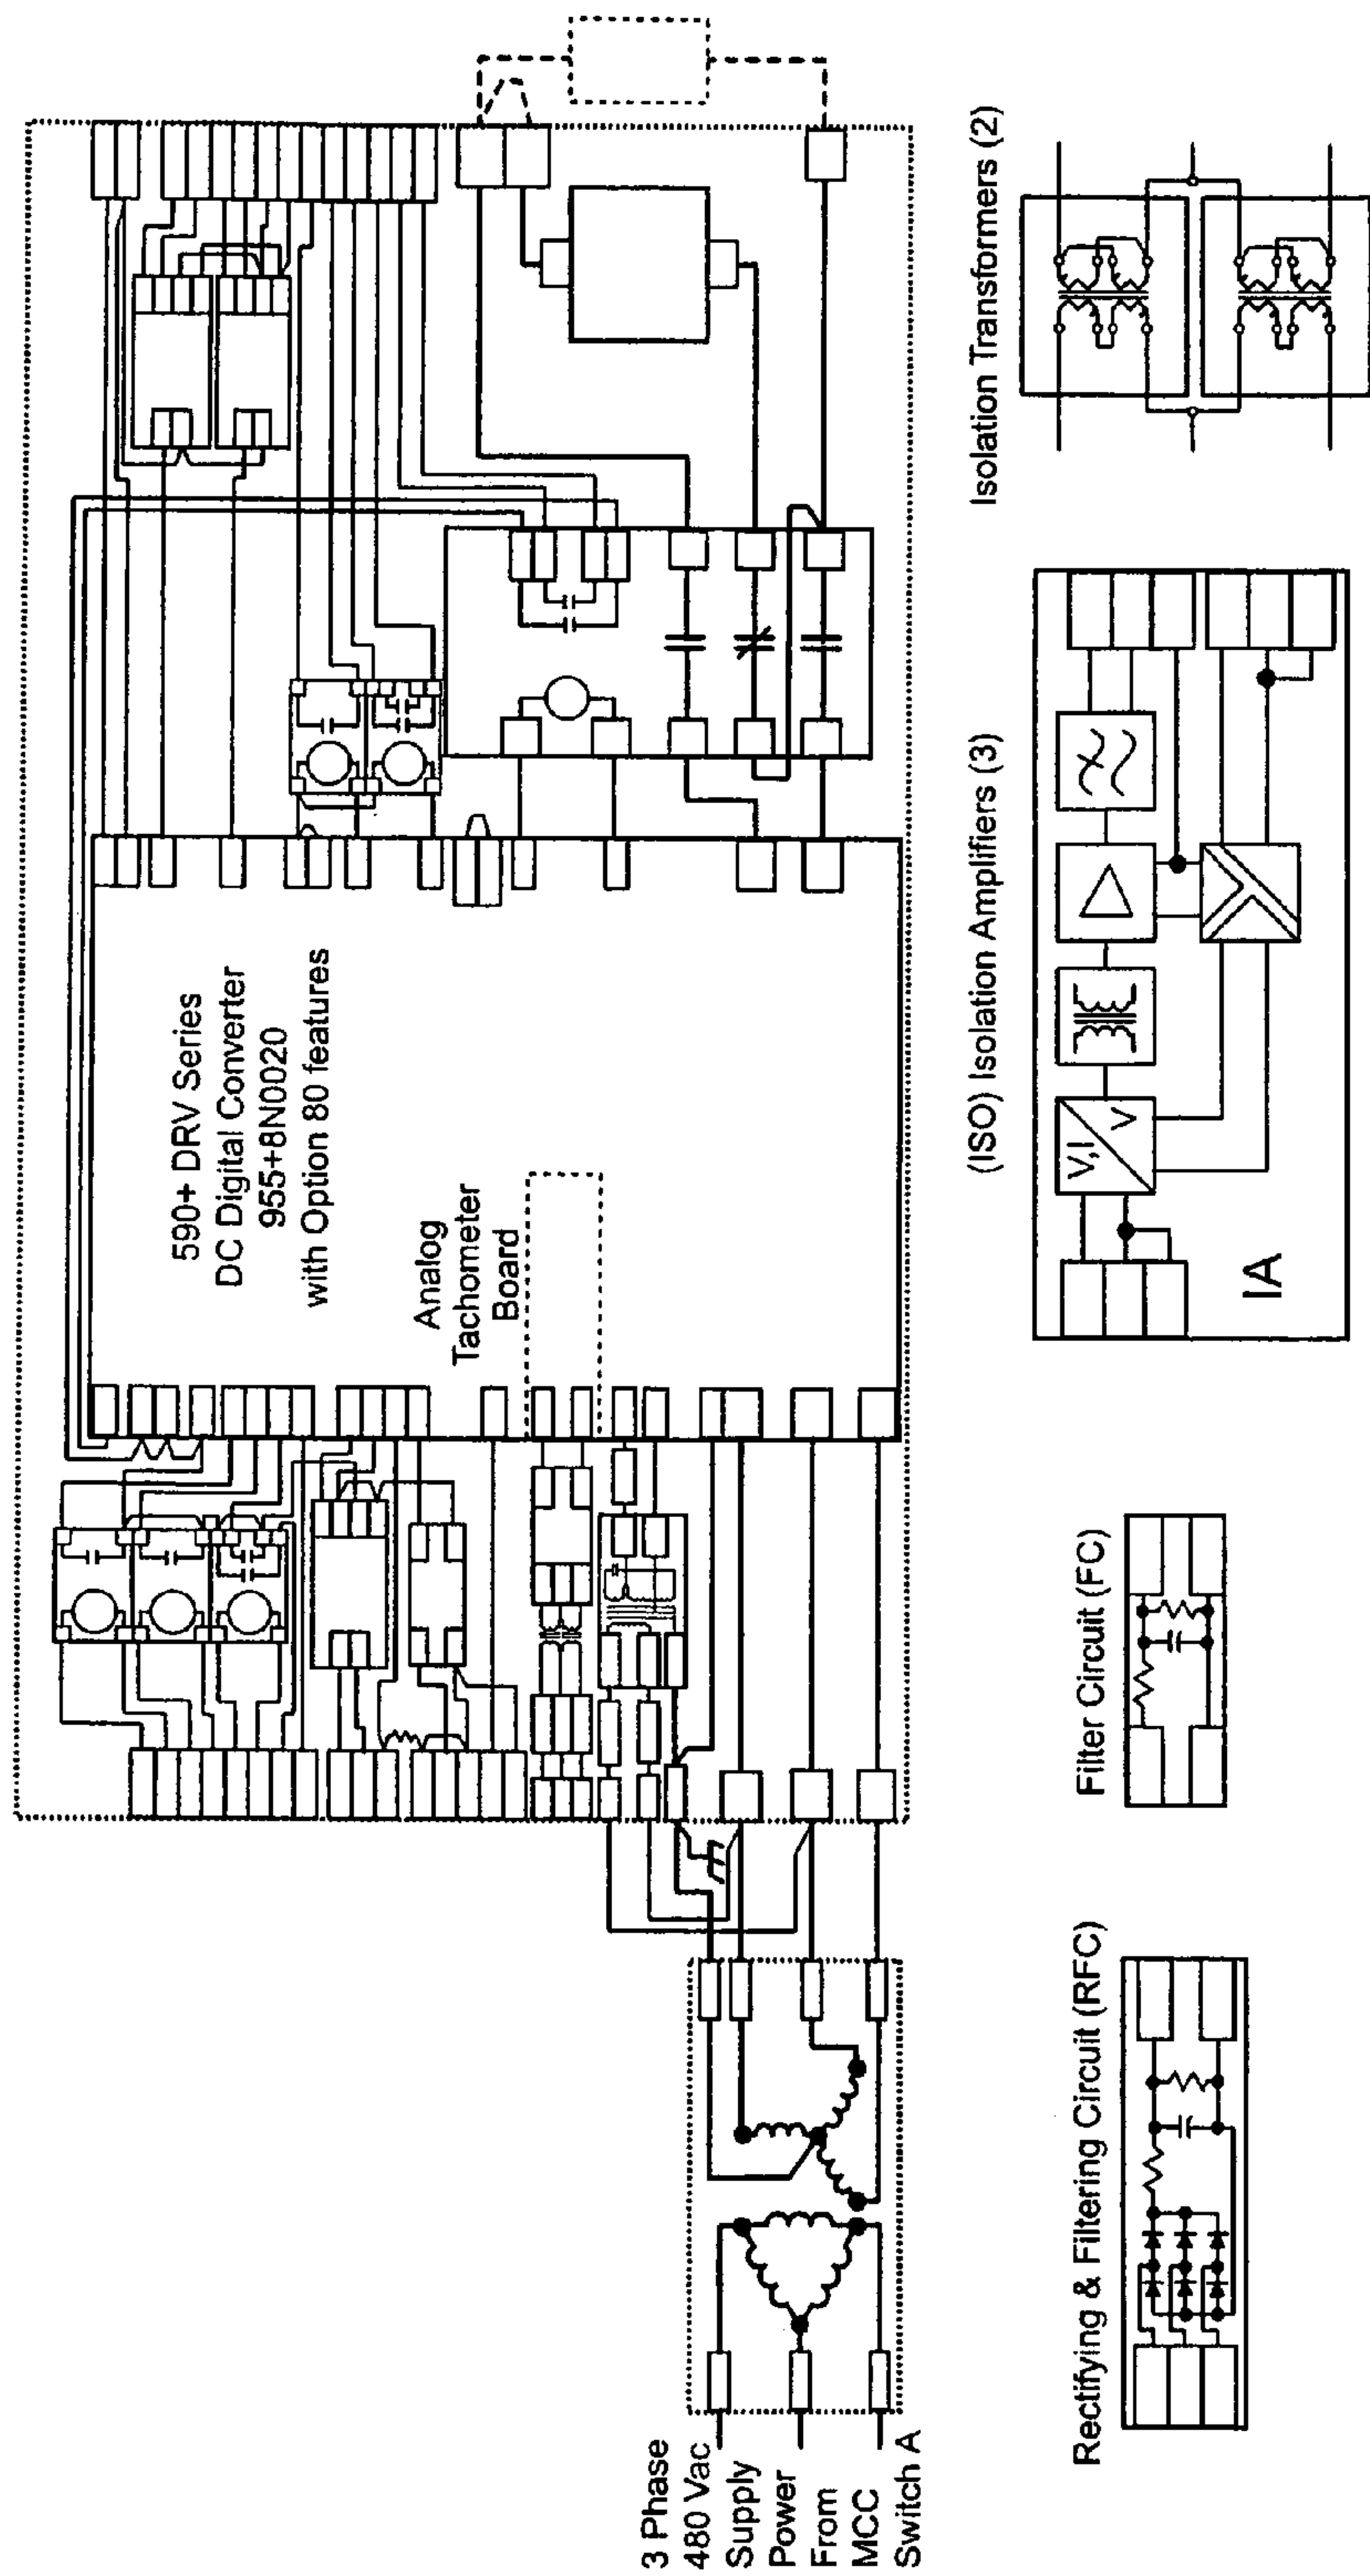 590+ DRV Series
DC Digital Converter
955+8N0020
with Option 80 features
Analog
Tachometer
Board
3 Phase
480 Vac
Supply
Power
From
MCC
Switch A
Rectifying & Filtering Circuit (RFC)
Filter Circuit (FC)
(ISO) Isolation Amplifiers (3)
V,I
V
IA
Isolation Transformers (2)